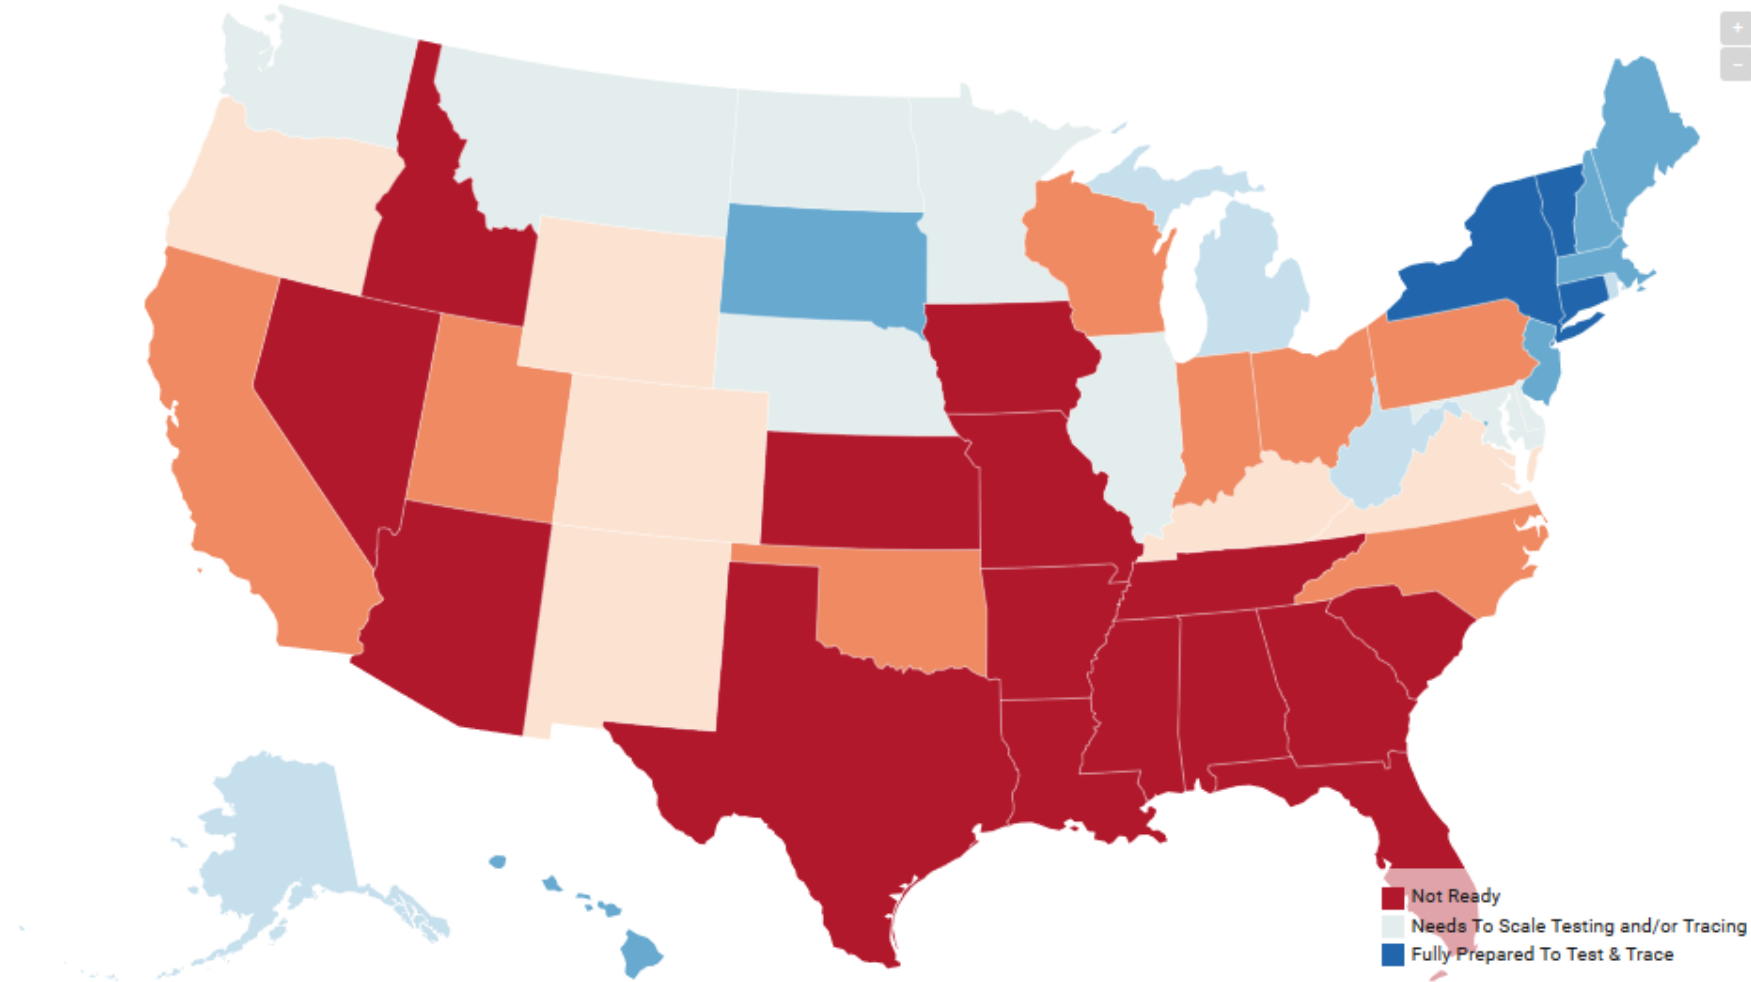 +
−
Not Ready
Needs To Scale Testing and/or Tracing
Fully Prepared To Test & Trace